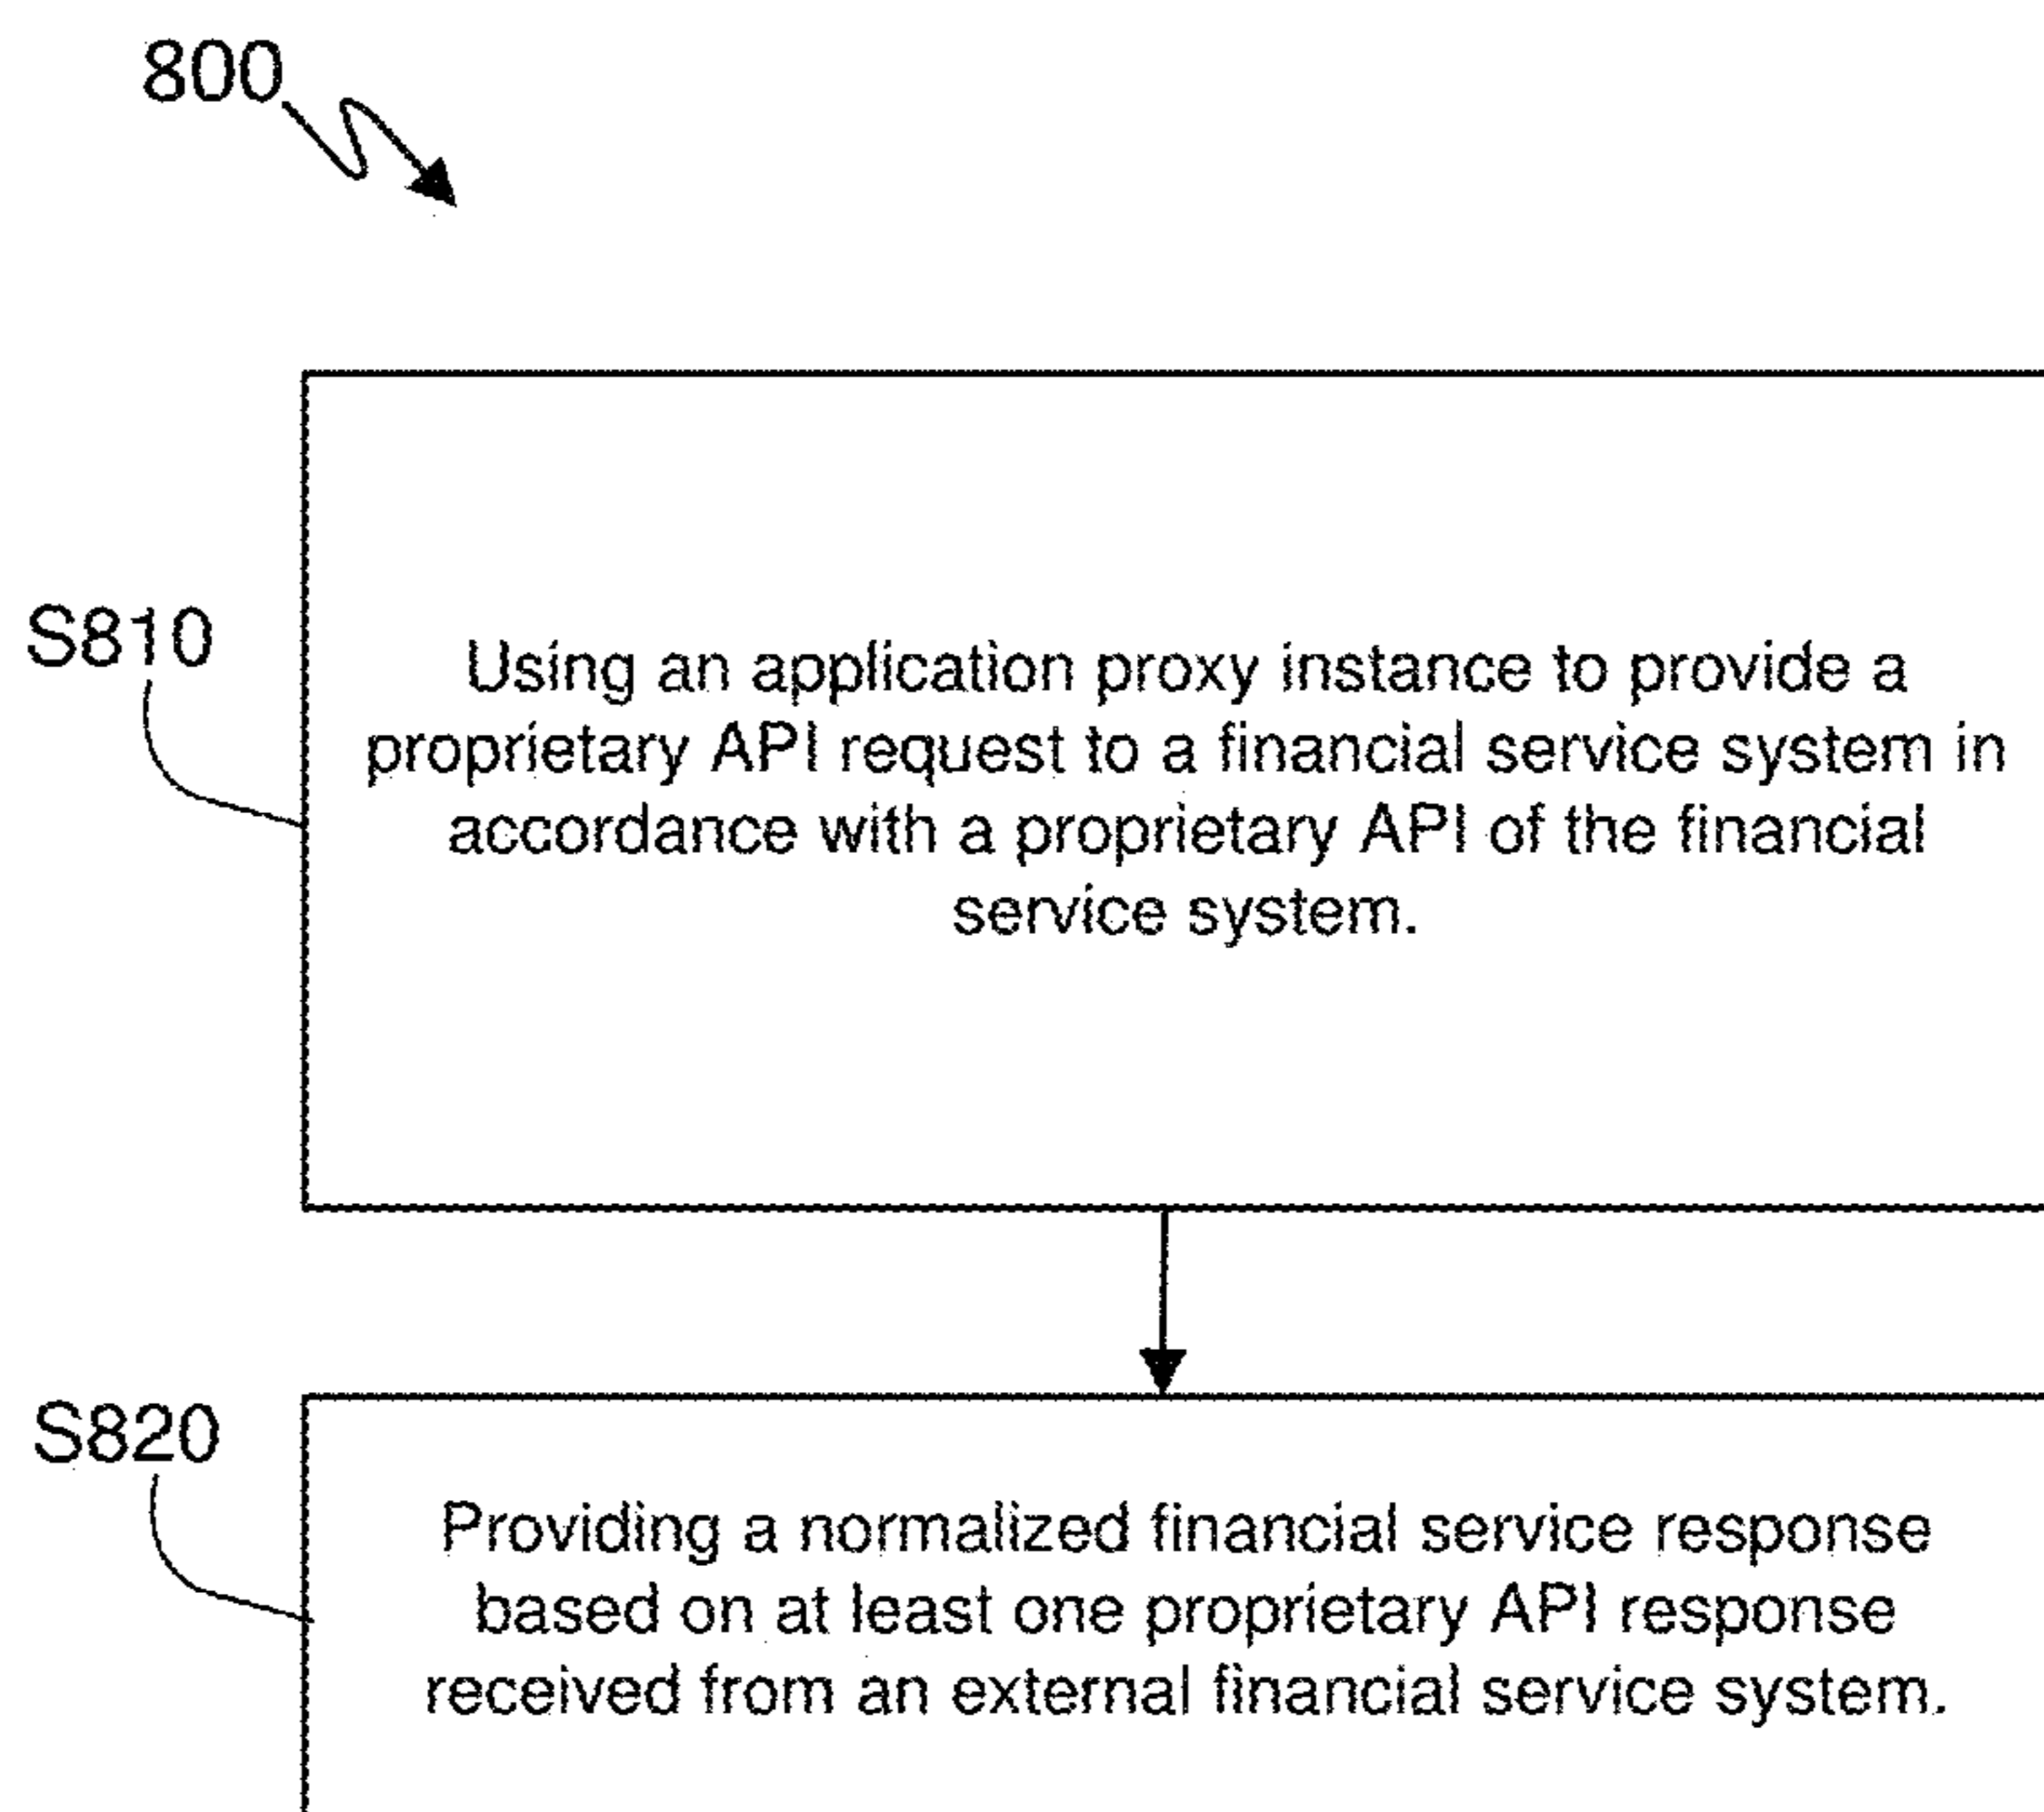 800
S810
Using an application proxy instance to provide a
proprietary API request to a financial service system in
accordance with a proprietary API of the financial
service system.
S820
Providing a normalized financial service response
based on at least one proprietary API response
received from an external financial service system.